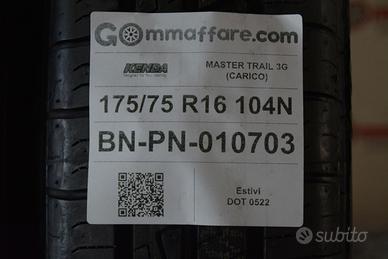 GOmmaffare.com
KENDA
MASTER TRAIL 3G
(CARICO)
175/75 R16 104N
BN-PN-010703
Estivi
DOT 0522
subito